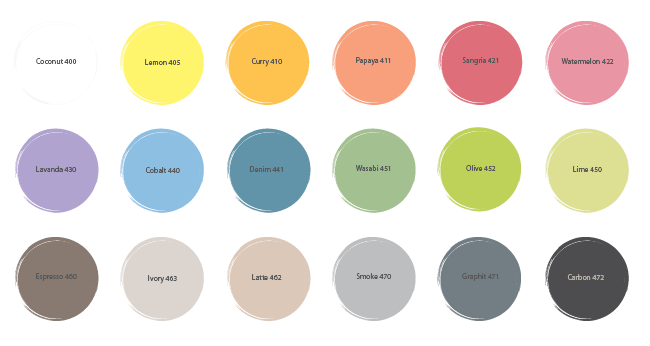 Coconut 400
Lemon 405
Curry 410
Papaya 411
Sangria 421
Watermelon 422
Lavanda 430
Cobalt 440
Denim 441
Wasabi 451
Olive 452
Lime 450
Espresso 460
Ivory 463
Latte 462
Smoke 470
Graphit 471
Carbon 472